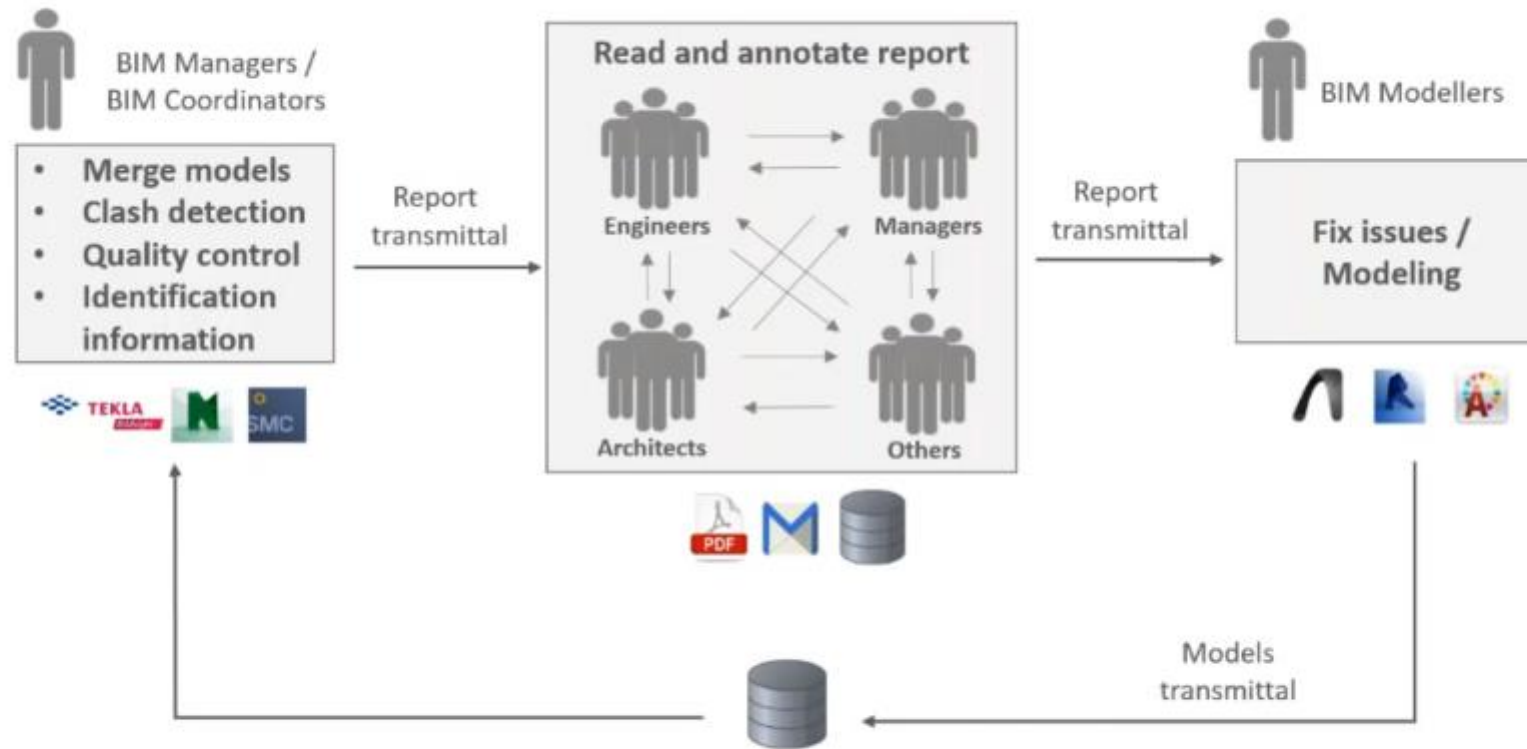 BIM Managers /
BIM Coordinators
• Merge models
• Clash detection
• Quality control
• Identification
information
TEKLA
SMC
Report
transmittal
Read and annotate report
Engineers
Managers
Architects
Others
PDF
Report
transmittal
BIM Modellers
Fix issues /
Modeling
Models
transmittal